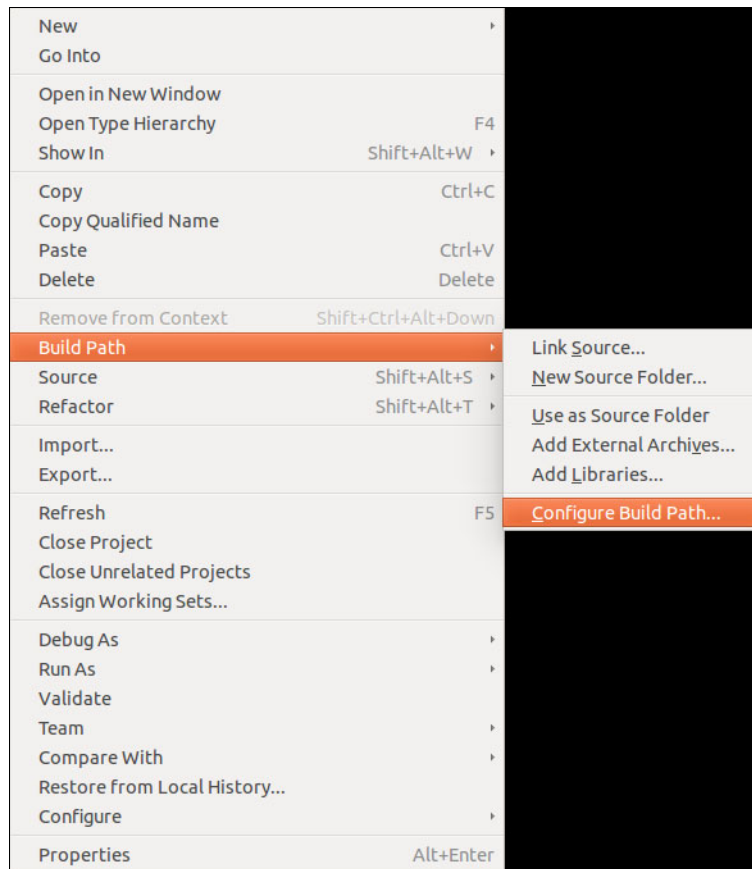 New
Go Into
Open in New Window
Open Type Hierarchy F4
Show In Shift+Alt+W
Copy Ctrl+C
Copy Qualified Name
Paste Ctrl+V
Delete Delete
Remove from Context Shift+Ctrl+Alt+Down
Build Path
Source Shift+Alt+S
Refactor Shift+Alt+T
Import...
Export...
Refresh F5
Close Project
Close Unrelated Projects
Assign Working Sets...
Debug As
Run As
Validate
Team
Compare With
Restore from Local History...
Configure
Properties Alt+Enter
Link Source...
New Source Folder...
Use as Source Folder
Add External Archives...
Add Libraries...
Configure Build Path...